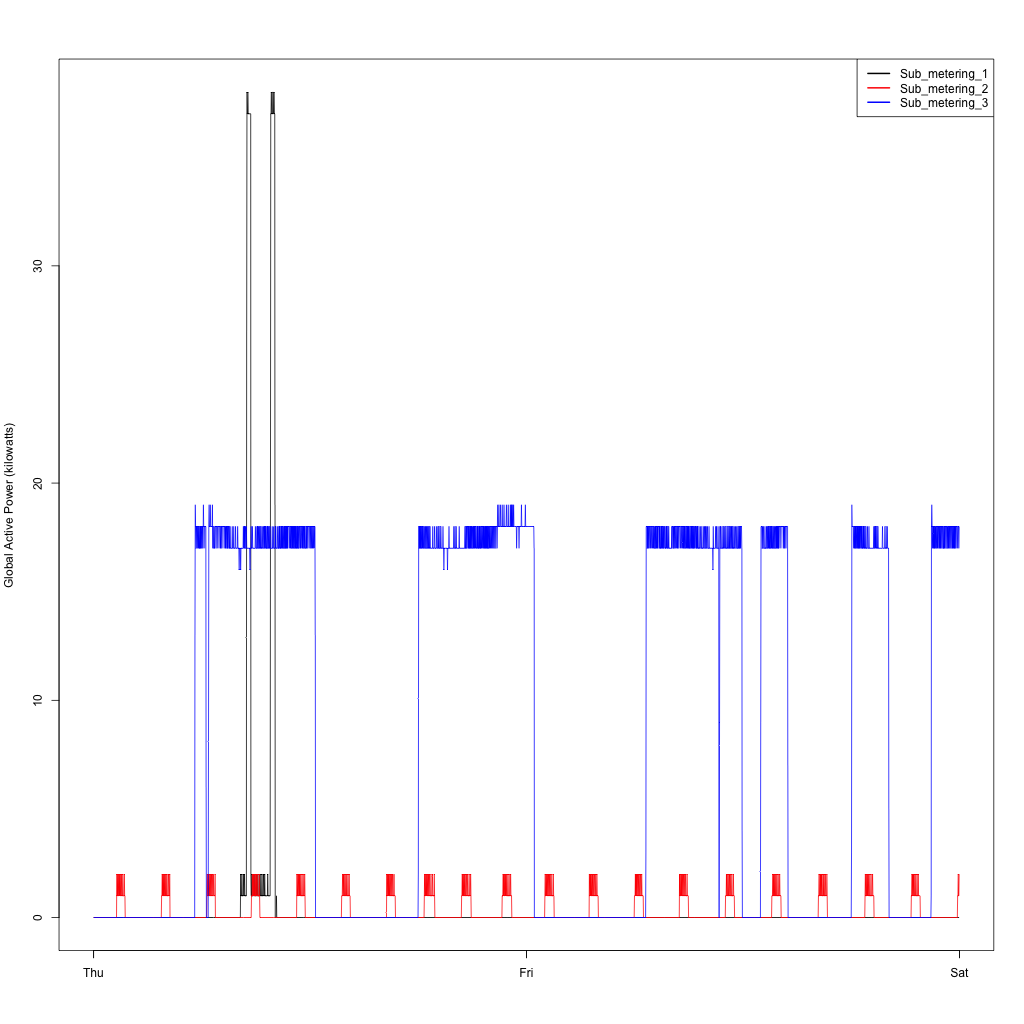 Sub_metering_1
Sub_metering_2
Sub_metering_3
Global Active Power (kilowatts)
30
20
10
0
Thu
Fri
Sat